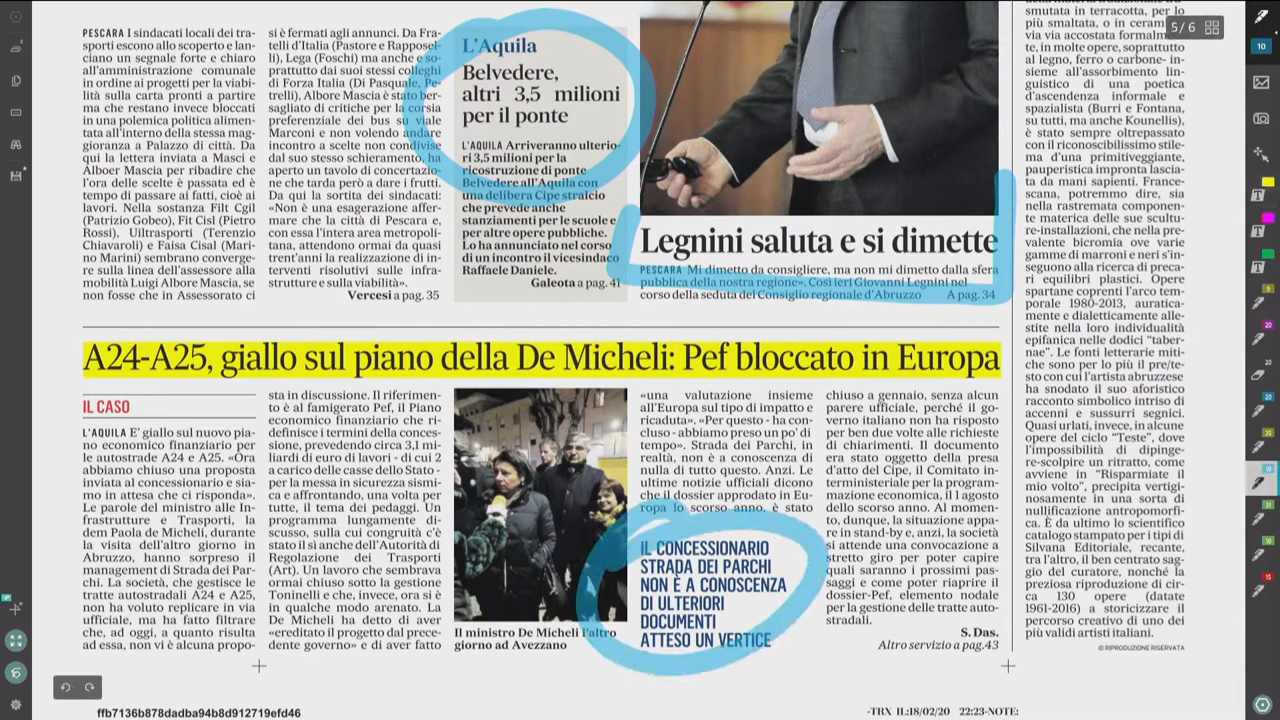 PESCARA I sindacati locali dei tra-
sporti escono allo scoperto e lan-
ciano un segnale forte e chiaro
all'amministrazione comunale
in ordine ai progetti per la viabi-
lità sulla carta pronti a partire
ma che restano invece bloccati
in una polemica politica alimen-
tata all'interno della stessa mag-
gioranza a Palazzo di città. Da
qui la lettera inviata a Masci e
Alboer Mascia per ribadire che
l'ora delle scelte è passata ed è
tempo di passare ai fatti, cioè ai
lavori. Nella sostanza Filt Cgil
(Patrizio Gobeo), Fit Cisl (Pietro
Rossi), Uiltrasporti (Terenzio
Chiavaroli) e Faisa Cisal (Mari-
no Marini) sembrano converge-
re sulla linea dell'assessore alla
mobilità Luigi Albore Mascia, se
non fosse che in Assessorato ci
si è fermati agli annunci. Da Fra-
telli d'Italia (Pastore e Rapposel-
li), Lega (Foschi) ma anche e so-
prattutto dai suoi stessi colleghi
di Forza Italia (Di Pasquale, Pe-
trelli), Albore Mascia è stato ber-
sagliato di critiche per la corsia
preferenziale dei bus su viale
Marconi e non volendo andare
incontro a scelte non condivise
dal suo stesso schieramento, ha
aperto un tavolo di concertazio-
ne che tarda però a dare i frutti.
Da qui la sortita dei sindacati:
«Non è una esagerazione affer-
mare che la città di Pescara e,
con essa l'intera area metropoli-
tana, attendono ormai da quasi
trent'anni la realizzazione di in-
terventi risolutivi sulle infra-
strutture e sulla viabilità».
Vercesi a pag. 35
L'Aquila
Belvedere,
altri 3,5 milioni
per il ponte
L'AQUILA Arriveranno ulterio-
ri 3,5 milioni per la
ricostruzione di ponte
Belvedere all'Aquila con
una delibera Cipe stralcio
che prevede anche
stanziamenti per le scuole e
per altre opere pubbliche.
Lo ha annunciato nel corso
di un incontro il vicesindaco
Raffaele Daniele.
Galeota a pag. 41
Legnini saluta e si dimette
PESCARA Mi dimetto da consigliere, ma non mi dimetto dalla sfera
pubblica della nostra regione». Così ieri Giovanni Legnini nel
corso della seduta del Consiglio regionale d'Abruzzo A pag. 34
smutata in terracotta, per lo
più smaltata, o in ceram
via via accostata formalm
te, in molte opere, soprattutto
al legno, ferro o carbone- in-
sieme all'assorbimento lin-
guistico di una poetica
d'ascendenza informale e
spazialista (Burri e Fontana,
su tutti, ma anche Kounellis),
è stato sempre oltrepassato
con il riconoscibilissimo stile-
ma d'una primitiveggiante,
apparitiva impronta lascia-
ta da mani sapienti. France-
scana, potremmo dire, sia
nella rastremata componen-
te materica delle sue scultu-
re-installazioni, che nella pre-
valente bicromia ove varie
gamme di marroni e neri s'in-
seguono alla ricerca di preca-
ri equilibri plastici. Opere
spartane coprenti l'arco tem-
porale 1980-2013, auratica-
mente e dialetticamente alle-
stite nella loro individualità
epifanica nelle dodici “taber-
nae”. Le fonti letterarie miti-
che sono per lo più il pre/te-
sto con cui l'artista abruzzese
ha snodato il suo aforistico
racconto simbolico intriso di
accenni e sussurri segnici.
Quasi urlati, invece, in alcune
opere del ciclo “Teste”, dove
l'impossibilità di dipinge-
re-scolpire un ritratto, come
avviene in “Risparmiate il
mio volto”, precipita vertigi-
nosamente in una sorta di
nullificazione antropomorfi-
ca. È da ultimo lo scientifico
catalogo stampato per i tipi di
Silvana Editoriale, recante,
tra l'altro, il ben centrato sag-
gio del curatore, nonché la
preziosa riproduzione di cir-
ca 130 opere (datate
1961-2016) a storicizzare il
percorso creativo di uno dei
più validi artisti italiani.
© RIPRODUZIONE RISERVATA
A24-A25, giallo sul piano della De Micheli: Pef bloccato in Europa
IL CASO
L'AQUILA E' giallo sul nuovo pia-
no economico finanziario per
le autostrade A24 e A25. «Ora
abbiamo chiuso una proposta
inviata al concessionario e sia-
mo in attesa che ci risponda».
Le parole del ministro alle In-
frastrutture e Trasporti, la
dem Paola de Micheli, durante
la visita dell'altro giorno in
Abruzzo, hanno sorpreso il
management di Strada dei Par-
chi. La società, che gestisce le
tratte autostradali A24 e A25,
non ha voluto replicare in via
ufficiale, ma ha fatto filtrare
che, ad oggi, a quanto risulta
ad essa, non vi è alcuna propo-
sta in discussione. Il riferimen-
to è al famigerato Pef, il Piano
economico finanziario che ri-
definisce i termini della conces-
sione, prevedendo circa 3,1 mi-
liardi di euro di lavori - di cui 2
a carico delle casse dello Stato -
per la messa in sicurezza sismi-
ca e affrontando, una volta per
tutte, il tema dei pedaggi. Un
programma lungamente di-
scusso, sulla cui congruità c'è
stato il sì anche dell'Autorità di
Regolazione dei Trasporti
(Art). Un lavoro che sembrava
ormai chiuso sotto la gestione
Toninelli e che, invece, ora si è
in qualche modo arenato. La
De Micheli ha detto di aver
«ereditato il progetto dal prece-
dente governo» e di aver fatto
Il ministro De Micheli l'altro
giorno ad Avezzano
«una valutazione insieme
all'Europa sul tipo di impatto e
ricaduta». «Per questo - ha con-
cluso - abbiamo preso un po' di
tempo». Strada dei Parchi, in
realtà, non è a conoscenza di
nulla di tutto questo. Anzi. Le
ultime notizie ufficiali dicono
che il dossier approdato in Eu-
ropa lo scorso anno, è stato
IL CONCESSIONARIO
STRADA DEI PARCHI
NON È A CONOSCENZA
DI ULTERIORI
DOCUMENTI
ATTESO UN VERTICE
chiuso a gennaio, senza alcun
parere ufficiale, perché il go-
verno italiano non ha risposto
per ben due volte alle richieste
di chiarimenti. Il documento
era stato oggetto della presa
d'atto del Cipe, il Comitato in-
terministeriale per la program-
mazione economica, il 1 agosto
dello scorso anno. Al momen-
to, dunque, la situazione appa-
re in stand-by e, anzi, la società
si attende una convocazione a
stretto giro per poter capire
quali saranno i prossimi pas-
saggi e come poter riaprire il
dossier-Pef, elemento nodale
per la gestione delle tratte auto-
stradali.
S. Das.
Altro servizio a pag.43
ffb7136b878dadba94b8d912719efd46
-TRX IL:18/02/20 22:23-NOTE:
5 / 6
10